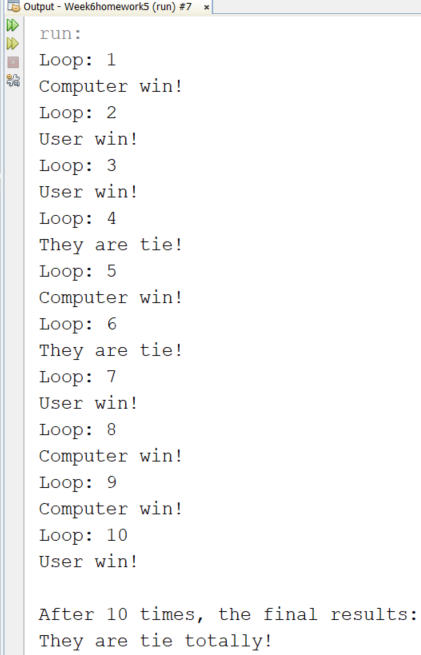 Output - Week6homework5 (run) #7 ×
run:
Loop: 1
Computer win!
Loop: 2
User win!
Loop: 3
User win!
Loop: 4
They are tie!
Loop: 5
Computer win!
Loop: 6
They are tie!
Loop: 7
User win!
Loop: 8
Computer win!
Loop: 9
Computer win!
Loop: 10
User win!
After 10 times, the final results:
They are tie totally!